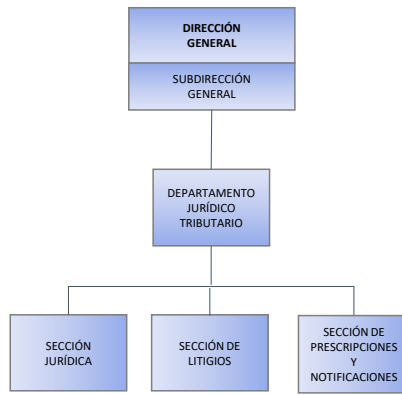 DIRECCIÓN
GENERAL
SUBDIRECCIÓN
GENERAL
DEPARTAMENTO
JURÍDICO
TRIBUTARIO
SECCIÓN
JURÍDICA
SECCIÓN DE
LITIGIOS
SECCIÓN DE
PRESCRIPCIONES
Y
NOTIFICACIONES